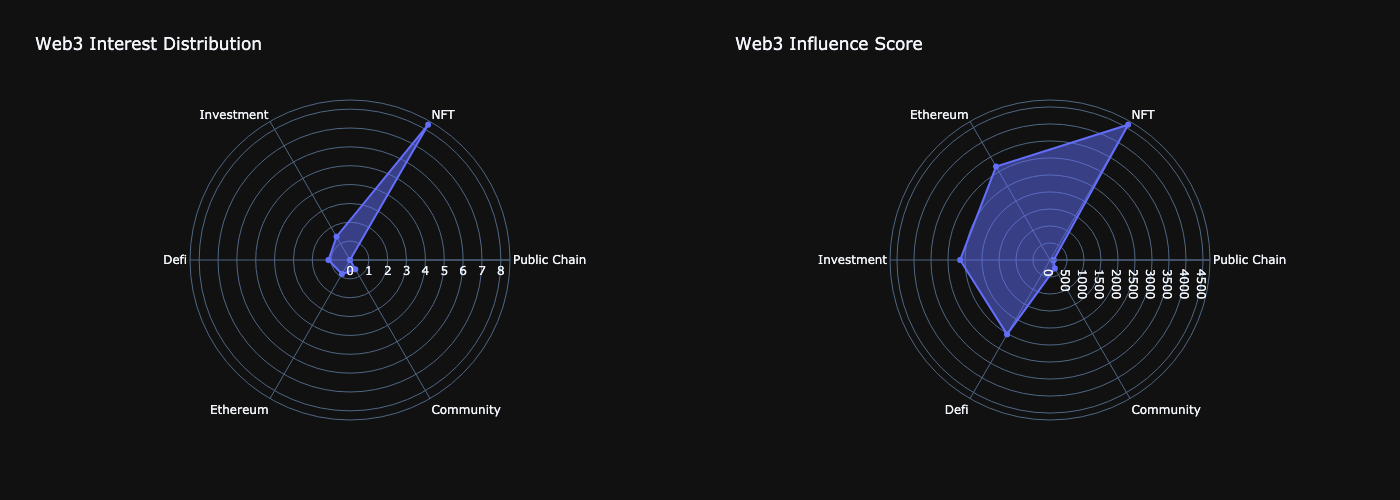 Web3 Interest Distribution
Investment
NFT
Defi
Public Chain
0 1 2 3 4 5 6 7 8
Ethereum
Community
Web3 Influence Score
Ethereum
NFT
Investment
Public Chain
0 500 1000 1500 2000 2500 3000 3500 4000 4500
Defi
Community